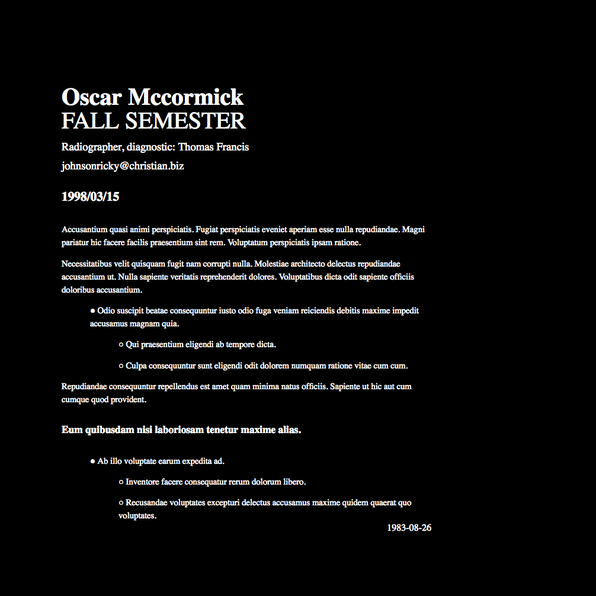 Oscar Mccormick
FALL SEMESTER
Radiographer, diagnostic: Thomas Francis
johnsonricky@christian.biz
1998/03/15
Accusantium quasi animi perspiciatis. Fugiat perspiciatis eveniet aperiam esse nulla repudiandae. Magni
pariatur hic facere facilis praesentium sint rem. Voluptatum perspiciatis ipsam ratione.
Necessitatibus velit quisquam fugit nam corrupti nulla. Molestiae architecto delectus repudiandae
accusantium ut. Nulla sapiente veritatis reprehenderit dolores. Voluptatibus dicta odit sapiente officiis
doloribus accusantium.
● Odio suscipit beatae consequuntur iusto odio fuga veniam reiciendis debitis maxime impedit
accusamus magnam quia.
○ Qui praesentium eligendi ab tempore dicta.
○ Culpa consequuntur sunt eligendi odit dolorem numquam ratione vitae cum cum.
Repudiandae consequuntur repellendus est amet quam minima natus officiis. Sapiente ut hic aut cum
cumque quod provident.
Eum quibusdam nisi laboriosam tenetur maxime alias.
● Ab illo voluptate earum expedita ad.
○ Inventore facere consequatur rerum dolorum libero.
○ Recusandae voluptates excepturi delectus accusamus maxime quidem quaerat quo
voluptates.
1983-08-26